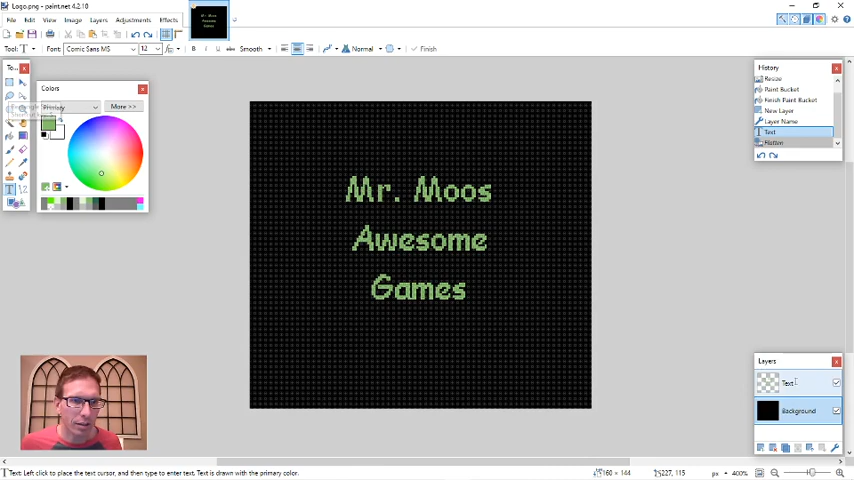 Logo.png - paint.net 4.2.10
File Edit View Image Layers Adjustments Effects
Tool: Font: Comic Sans MS 12 B I U Smooth Normal Finish
To...
Colors
Primary More >>
Mr. Moos
Awesome
Games
History
Resize
Paint Bucket
Finish Paint Bucket
New Layer
Layer Name
Text
Flatten
Layers
Text
Background
Text: Left click to place the text cursor, and then type to enter text. Text is drawn with the primary color.
160 × 144 227, 115 px 400%